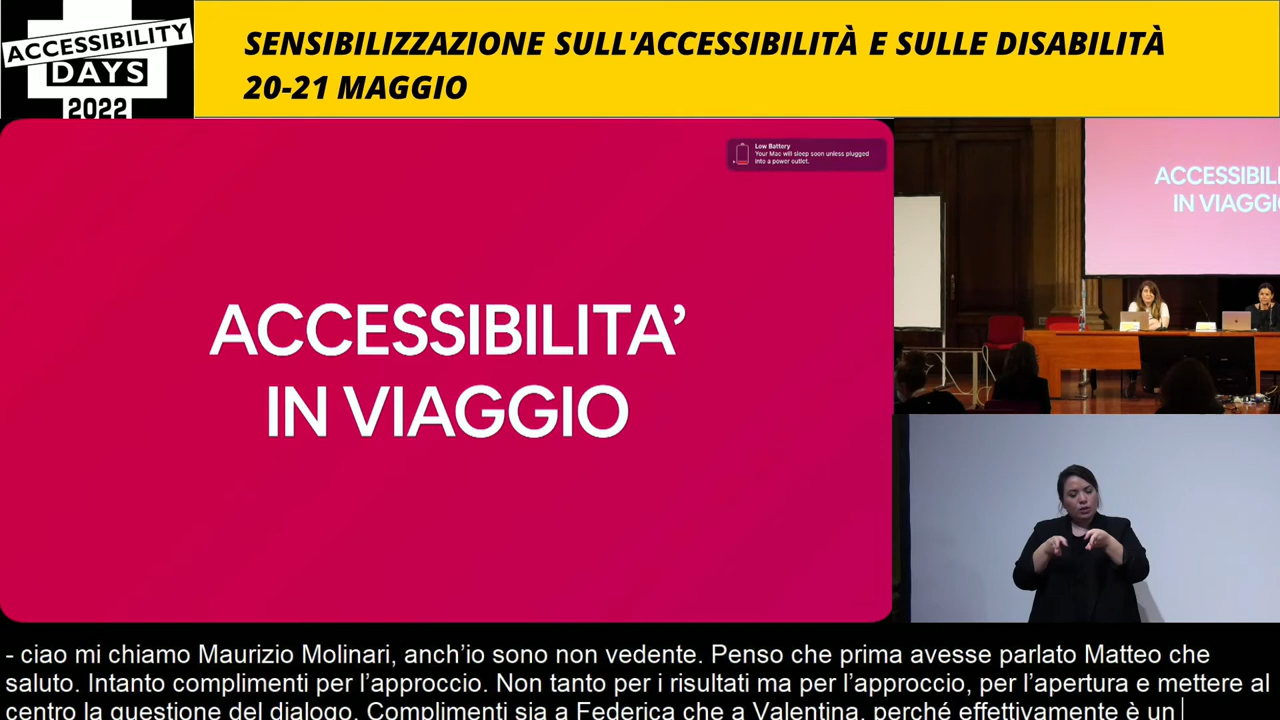 ACCESSIBILITY
DAYS
2022
SENSIBILIZZAZIONE SULL'ACCESSIBILITÀ E SULLE DISABILITÀ
20-21 MAGGIO
Low Battery
Your Mac will sleep soon unless plugged
into a power outlet.
ACCESSIBILITA’
IN VIAGGIO
ACCESSIBIL
IN VIAGGI
- ciao mi chiamo Maurizio Molinari, anch’io sono non vedente. Penso che prima avesse parlato Matteo che
saluto. Intanto complimenti per l’approccio. Non tanto per i risultati ma per l’approccio, per l’apertura e mettere al
centro la questione del dialogo. Complimenti sia a Federica che a Valentina, perché effettivamente è un